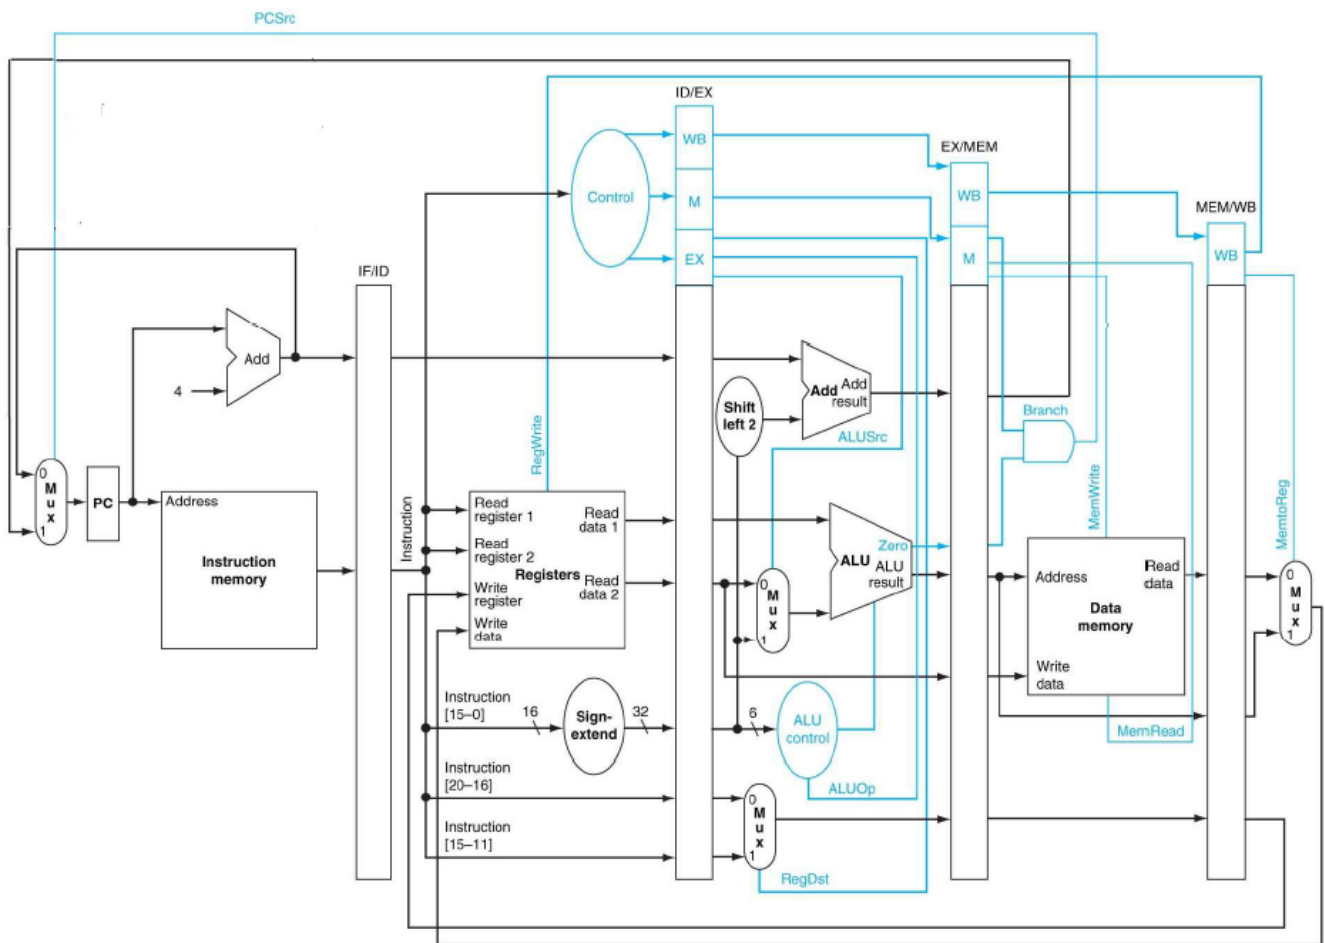 PCSrc
ID/EX
WB
EX/MEM
Control
M
WB
MEM/WB
EX
M
WB
IF/ID
Add
4
Shift
left 2
Add
Add
result
ALUSrc
Branch
RegWrite
MemWrite
MemtoReg
0
M
u
x
1
PC
Address
Instruction
memory
Instruction
Read
register 1
Read
register 2
Write
register
Write
data
Registers
Read
data 1
Read
data 2
0
M
u
x
1
Zero
ALU
ALU
result
Address
Read
data
Data
memory
Write
data
MemRead
0
M
u
x
1
Instruction
[15–0]
16
Sign-
extend
32
6
ALU
control
ALUOp
Instruction
[20–16]
Instruction
[15–11]
0
M
u
x
1
RegDst